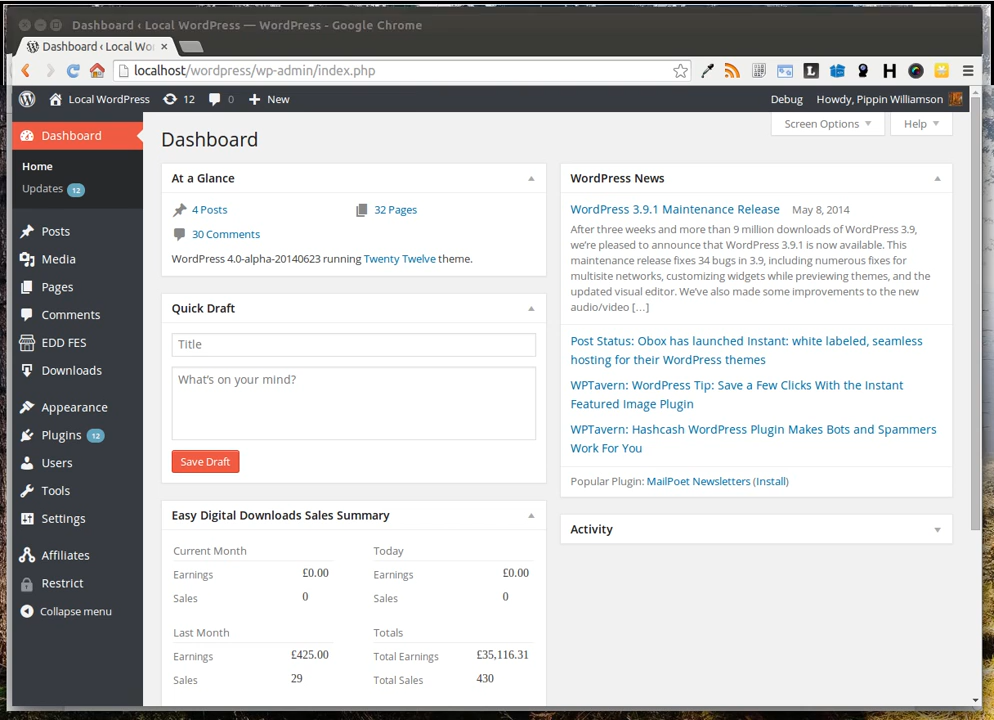 Dashboard ‹ Local WordPress — WordPress - Google Chrome
Dashboard ‹ Local Wo
localhost/wordpress/wp-admin/index.php
Local WordPress 12 0 New Debug Howdy, Pippin Williamson
Screen Options Help
Dashboard
Home
Updates 12
Posts
Media
Pages
Comments
EDD FES
Downloads
Appearance
Plugins 12
Users
Tools
Settings
Affiliates
Restrict
Collapse menu
Dashboard
At a Glance
4 Posts 32 Pages
30 Comments
WordPress 4.0-alpha-20140623 running Twenty Twelve theme.
Quick Draft
Title
What's on your mind?
Save Draft
Easy Digital Downloads Sales Summary
Current Month Today
Earnings £0.00 Earnings £0.00
Sales 0 Sales 0
Last Month Totals
Earnings £425.00 Total Earnings £35,116.31
Sales 29 Total Sales 430
WordPress News
WordPress 3.9.1 Maintenance Release May 8, 2014
After three weeks and more than 9 million downloads of WordPress 3.9,
we're pleased to announce that WordPress 3.9.1 is now available. This
maintenance release fixes 34 bugs in 3.9, including numerous fixes for
multisite networks, customizing widgets while previewing themes, and the
updated visual editor. We've also made some improvements to the new
audio/video […]
Post Status: Obox has launched Instant: white labeled, seamless
hosting for their WordPress themes
WPTavern: WordPress Tip: Save a Few Clicks With the Instant
Featured Image Plugin
WPTavern: Hashcash WordPress Plugin Makes Bots and Spammers
Work For You
Popular Plugin: MailPoet Newsletters (Install)
Activity